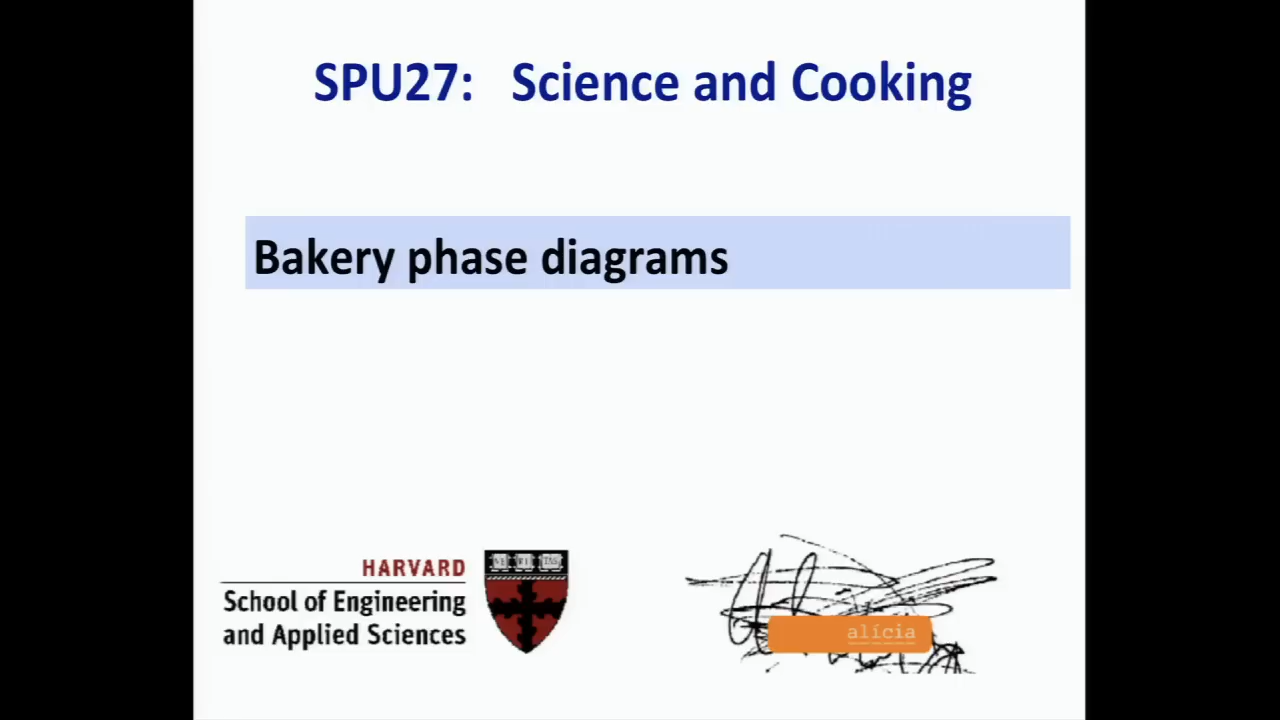 SPU27: Science and Cooking
Bakery phase diagrams
HARVARD
School of Engineering
and Applied Sciences
alícia